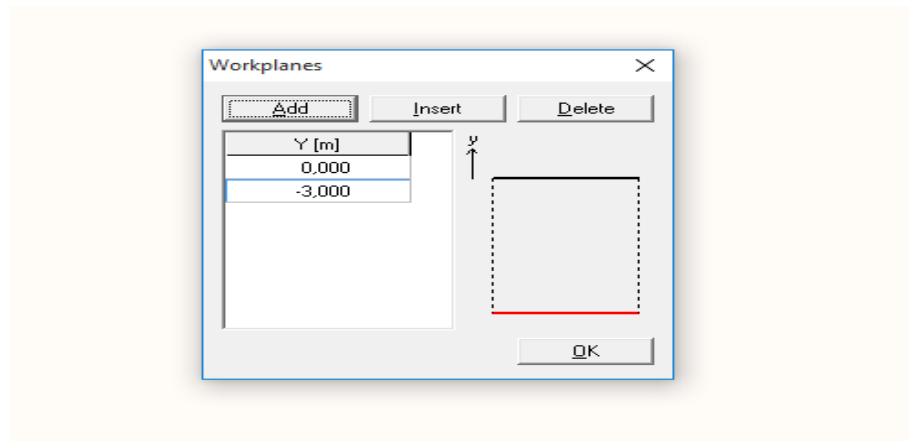 Workplanes
Add Insert Delete
Y [m]
y
0,000
-3,000
OK